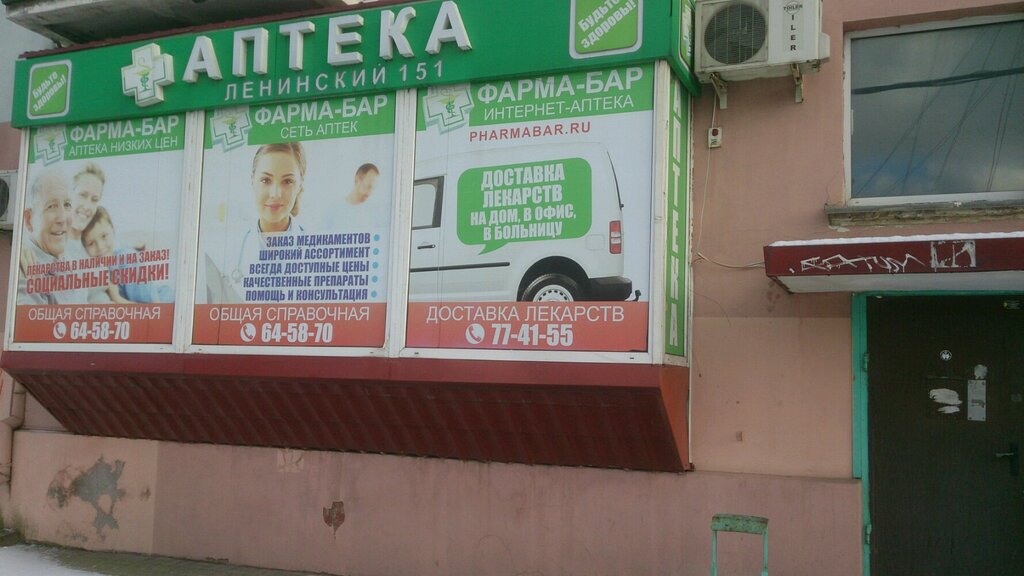 АПТЕКА
ЛЕНИНСКИЙ 151
Будьте
здоровы!
Будьте
здоровы!
ФАРМА-БАР
АПТЕКА НИЗКИХ ЦЕН
ЛЕКАРСТВА В НАЛИЧИИ И НА ЗАКАЗ!
СОЦИАЛЬНЫЕ СКИДКИ!
ОБЩАЯ СПРАВОЧНАЯ
64-58-70
ФАРМА-БАР
СЕТЬ АПТЕК
ЗАКАЗ МЕДИКАМЕНТОВ
ШИРОКИЙ АССОРТИМЕНТ
ВСЕГДА ДОСТУПНЫЕ ЦЕНЫ
КАЧЕСТВЕННЫЕ ПРЕПАРАТЫ
ПОМОЩЬ И КОНСУЛЬТАЦИЯ
ОБЩАЯ СПРАВОЧНАЯ
64-58-70
ФАРМА-БАР
ИНТЕРНЕТ-АПТЕКА
PHARMABAR.RU
ДОСТАВКА
ЛЕКАРСТВ
НА ДОМ, В ОФИС,
В БОЛЬНИЦУ
ДОСТАВКА ЛЕКАРСТВ
77-41-55
АПТЕКА